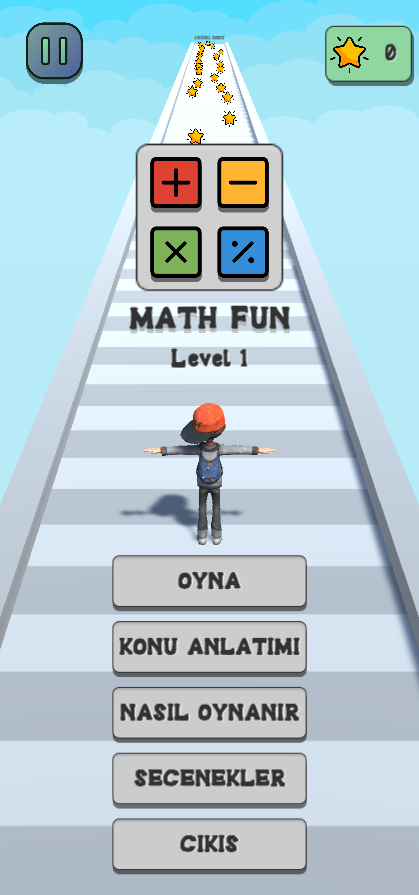 0
MATH FUN
Level 1
OYNA
KONU ANLATIMI
NASIL OYNANIR
SECENEKLER
CIKIS